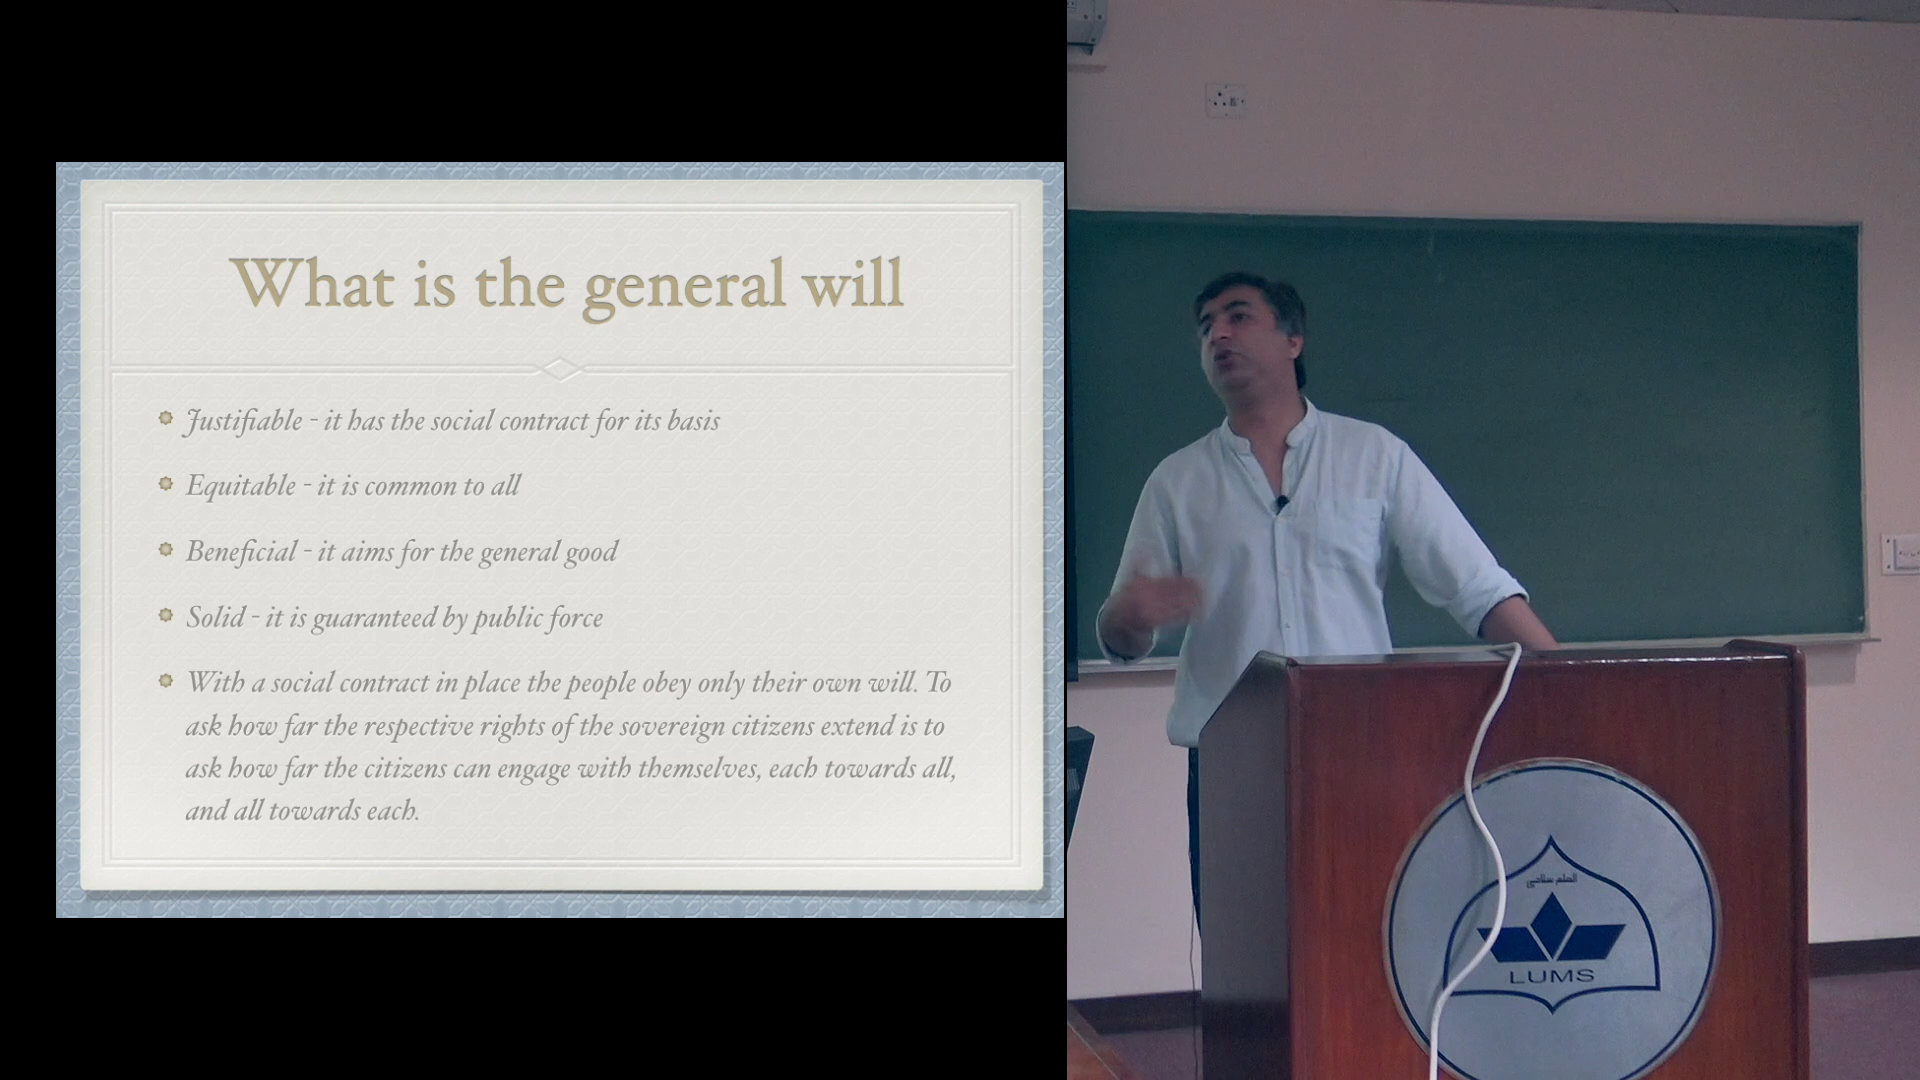 What is the general will
Justifiable - it has the social contract for its basis
Equitable - it is common to all
Beneficial - it aims for the general good
Solid - it is guaranteed by public force
With a social contract in place the people obey only their own will. To
ask how far the respective rights of the sovereign citizens extend is to
ask how far the citizens can engage with themselves, each towards all,
and all towards each.
LUMS